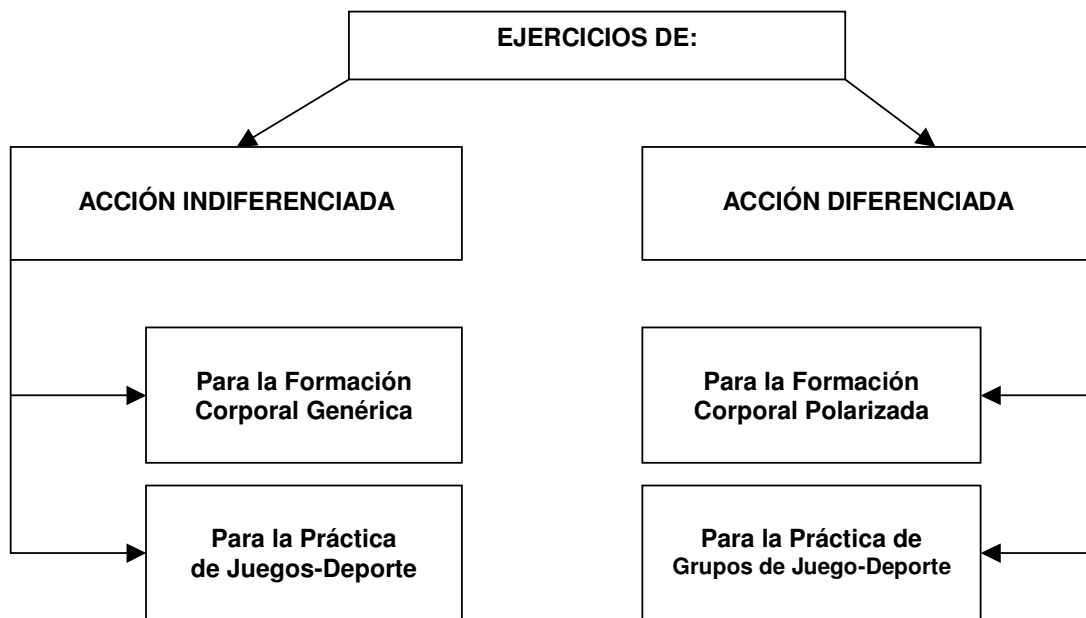 EJERCICIOS DE:
ACCIÓN INDIFERENCIADA
ACCIÓN DIFERENCIADA
Para la Formación
Corporal Genérica
Para la Formación
Corporal Polarizada
Para la Práctica
de Juegos-Deporte
Para la Práctica de
Grupos de Juego-Deporte